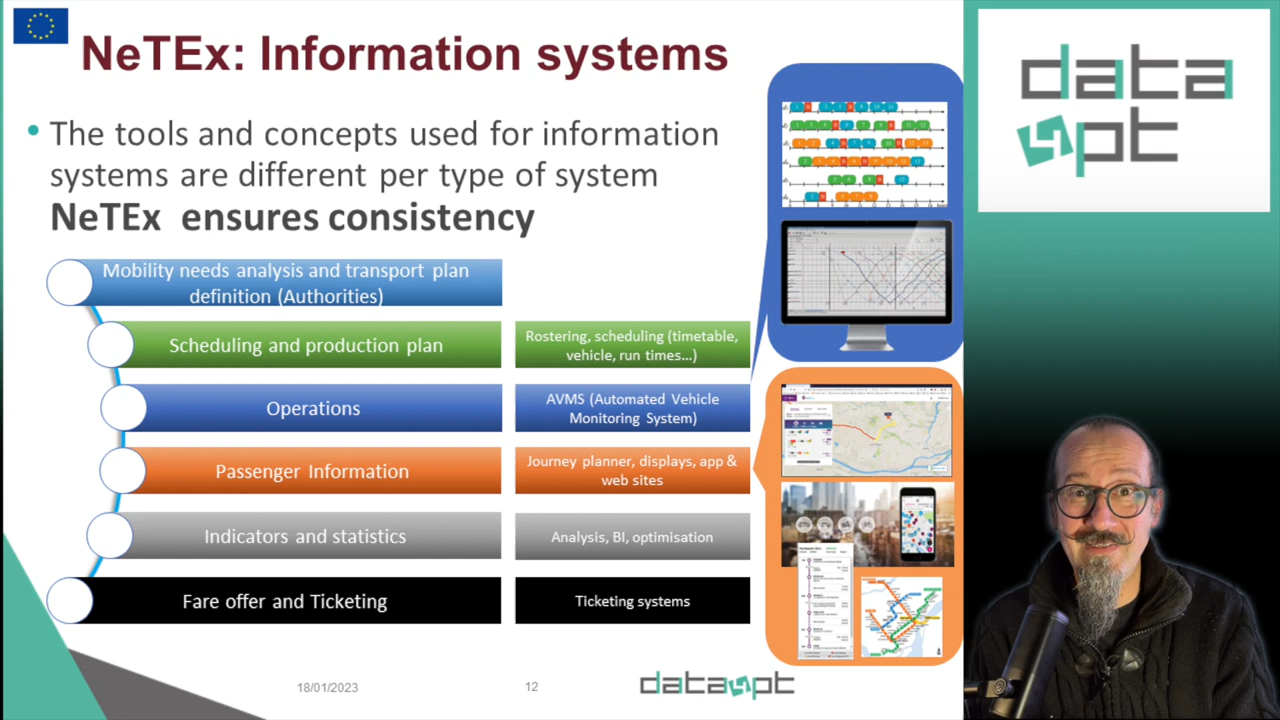 NeTEx: Information systems
• The tools and concepts used for information
systems are different per type of system
NeTEx ensures consistency
Mobility needs analysis and transport plan
definition (Authorities)
Scheduling and production plan
Rostering, scheduling (timetable,
vehicle, run times...)
Operations
AVMS (Automated Vehicle
Monitoring System)
Passenger Information
Journey planner, displays, app &
web sites
Indicators and statistics
Analysis, BI, optimisation
Fare offer and Ticketing
Ticketing systems
18/01/2023
12
data4pt
data
4pt